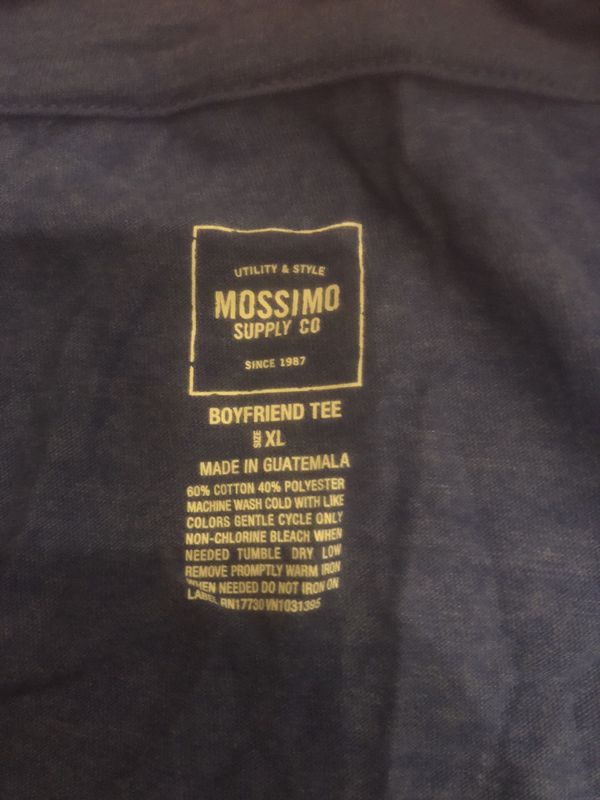 UTILITY & STYLE
MOSSIMO
SUPPLY CO
SINCE 1987
BOYFRIEND TEE
SIZE XL
MADE IN GUATEMALA
60% COTTON 40% POLYESTER
MACHINE WASH COLD WITH LIKE
COLORS GENTLE CYCLE ONLY
NON-CHLORINE BLEACH WHEN
NEEDED TUMBLE DRY LOW
REMOVE PROMPTLY WARM IRON
WHEN NEEDED DO NOT IRON ON
LABEL RN17730 VN1031395